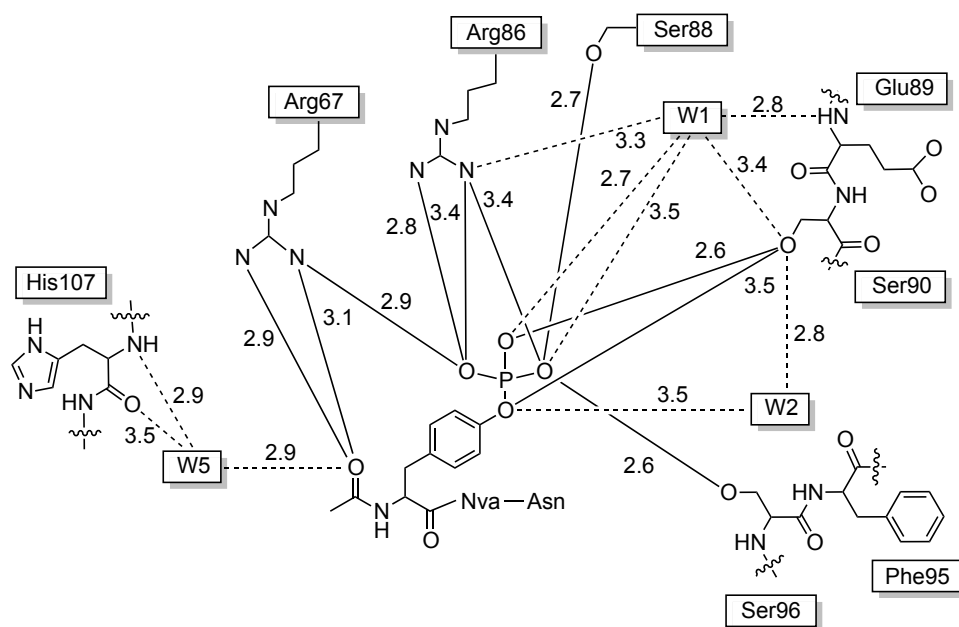 Arg86
Ser88
Arg67
Glu89
W1
2.8
HN
2.7
3.3
N
N
N
O
3.4
2.7
O
NH
O
O
2.8
3.4
3.4
3.5
N
N
N
O
O
2.6
3.5
Ser90
His107
HN
N
NH
O
NH
2.9
3.5
W5
2.9
2.9
3.1
2.9
O
O
P
O
O
3.5
2.8
W2
O
N
H
O
Nva
Asn
2.6
O
O
HN
O
HN
Phe95
Ser96